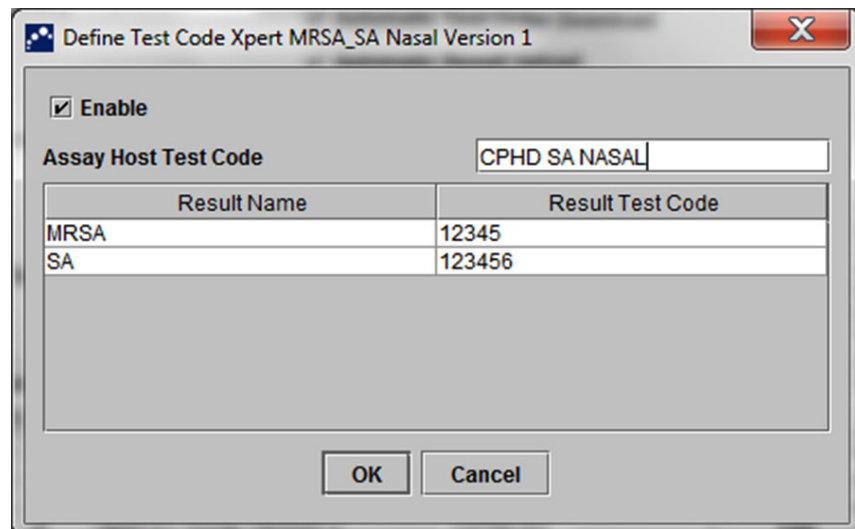 Define Test Code Xpert MRSA_SA Nasal Version 1
Enable
Assay Host Test Code CPHD SA NASAL
Result Name Result Test Code
MRSA 12345
SA 123456
OK Cancel